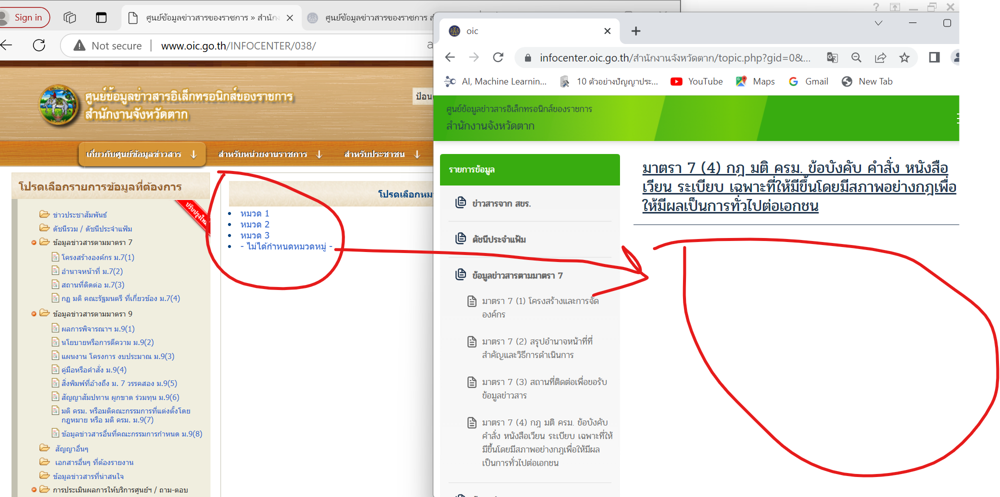 Sign in
ศูนย์ข้อมูลข่าวสารของราชการ » สำนัก
ศูนย์ข้อมูลข่าวสารของราชการ
Not secure
www.oic.go.th/INFOCENTER/038/
ศูนย์ข้อมูลข่าวสารอิเล็กทรอนิกส์ของราชการ
สำนักงานจังหวัดตาก
เกี่ยวกับศูนย์ข้อมูลข่าวสาร
สำหรับหน่วยงานราชการ
สำหรับประชาชน
โปรดเลือกรายการข้อมูลที่ต้องการ
ปรับปรุงใหม่
ข่าวประชาสัมพันธ์
ดัชนีรวม / ดัชนีประจำแฟ้ม
ข้อมูลข่าวสารตามมาตรา 7
โครงสร้างองค์กร ม.7(1)
อำนาจหน้าที่ ม.7(2)
สถานที่ติดต่อ ม.7(3)
กฎ มติ คณะรัฐมนตรี ที่เกี่ยวข้อง ม.7(4)
ข้อมูลข่าวสารตามมาตรา 9
ผลการพิจารณาฯ ม.9(1)
นโยบายหรือการตีความ ม.9(2)
แผนงาน โครงการ งบประมาณ ม.9(3)
คู่มือหรือคำสั่ง ม.9(4)
สิ่งพิมพ์ที่อ้างถึง ม. 7 วรรคสอง ม.9(5)
สัญญาสัมปทาน ผูกขาด ร่วมทุน ม.9(6)
มติ ครม. หรือมติคณะกรรมการที่แต่งตั้งโดย
กฎหมาย หรือ มติ ครม. ม.9(7)
ข้อมูลข่าวสารอื่นที่คณะกรรมการกำหนด ม.9(8)
สัญญาอื่นๆ
เอกสารอื่นๆ ที่ต้องรายงาน
ข้อมูลข่าวสารที่น่าสนใจ
การประเมินผลการให้บริการศูนย์ฯ / ถาม-ตอบ
โปรดเลือกหม
หมวด 1
หมวด 2
หมวด 3
- ไม่ได้กำหนดหมวดหมู่ -
oic
infocenter.oic.go.th/สำนักงานจังหวัดตาก/topic.php?gid=0&...
AI, Machine Learnin...
10 ตัวอย่างปัญญาประ...
YouTube
Maps
Gmail
New Tab
ศูนย์ข้อมูลข่าวสารอิเล็กทรอนิกส์ของราชการ
สำนักงานจังหวัดตาก
รายการข้อมูล
ข่าวสารจาก สขร.
ดัชนีประจำแฟ้ม
ข้อมูลข่าวสารตามมาตรา 7
มาตรา 7 (1) โครงสร้างและการจัด
องค์กร
มาตรา 7 (2) สรุปอำนาจหน้าที่ที่
สำคัญและวิธีการดำเนินการ
มาตรา 7 (3) สถานที่ติดต่อเพื่อขอรับ
ข้อมูลข่าวสาร
มาตรา 7 (4) กฎ มติ ครม. ข้อบังคับ
คำสั่ง หนังสือเวียน ระเบียบ เฉพาะที่ให้
มีขึ้นโดยมีสภาพอย่างกฎเพื่อให้มีผล
เป็นการทั่วไปต่อเอกชน
มาตรา 7 (4) กฎ มติ ครม. ข้อบังคับ คำสั่ง หนังสือ
เวียน ระเบียบ เฉพาะที่ให้มีขึ้นโดยมีสภาพอย่างกฎเพื่อ
ให้มีผลเป็นการทั่วไปต่อเอกชน